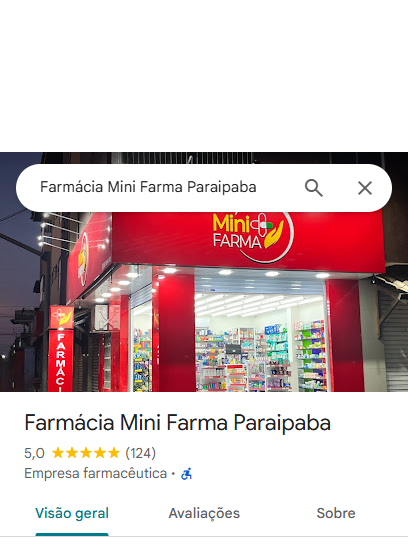 Farmácia Mini Farma Paraipaba
Mini
FARMA
FARMÁCI
Farmácia Mini Farma Paraipaba
5,0 ★★★★★ (124)
Empresa farmacêutica ·
Visão geral Avaliações Sobre